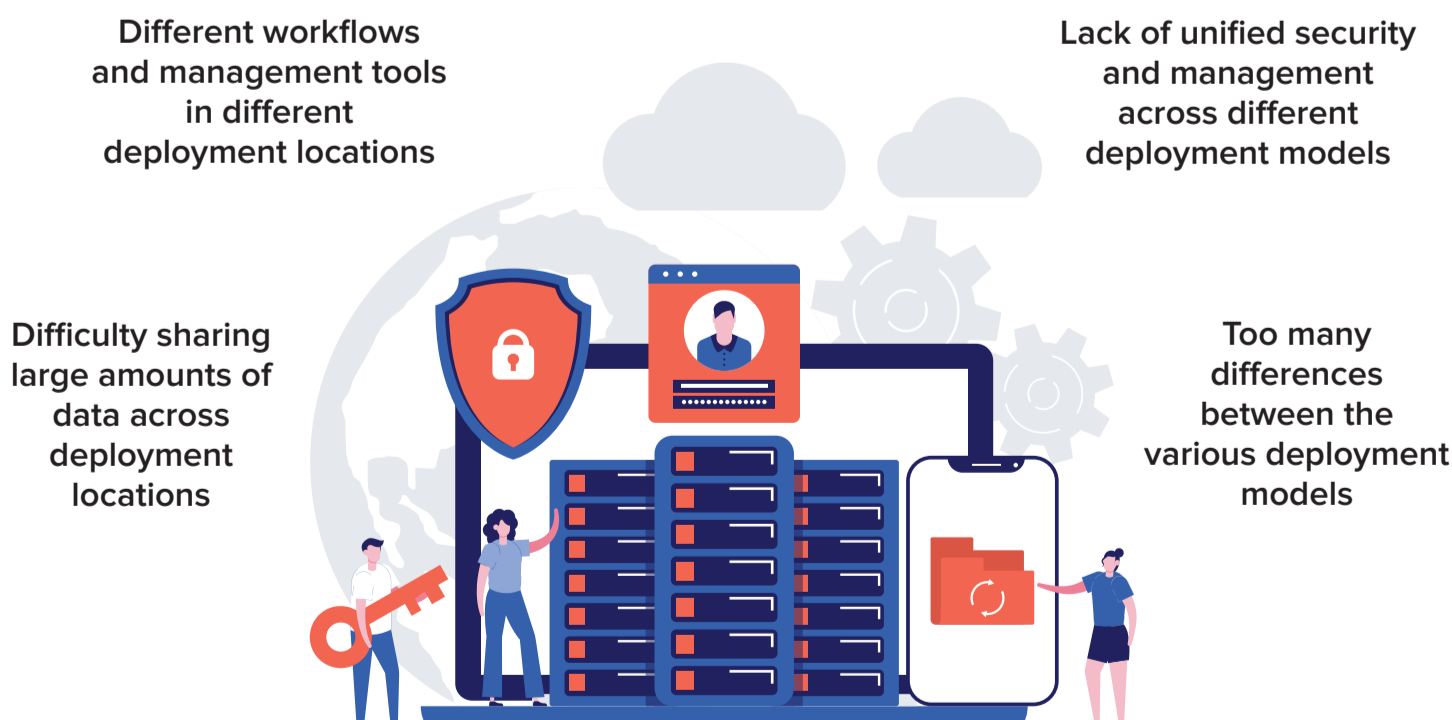 Different workflows
and management tools
in different
deployment locations
Lack of unified security
and management
across different
deployment models
Difficulty sharing
large amounts of
data across
deployment
locations
Too many
differences
between the
various deployment
models